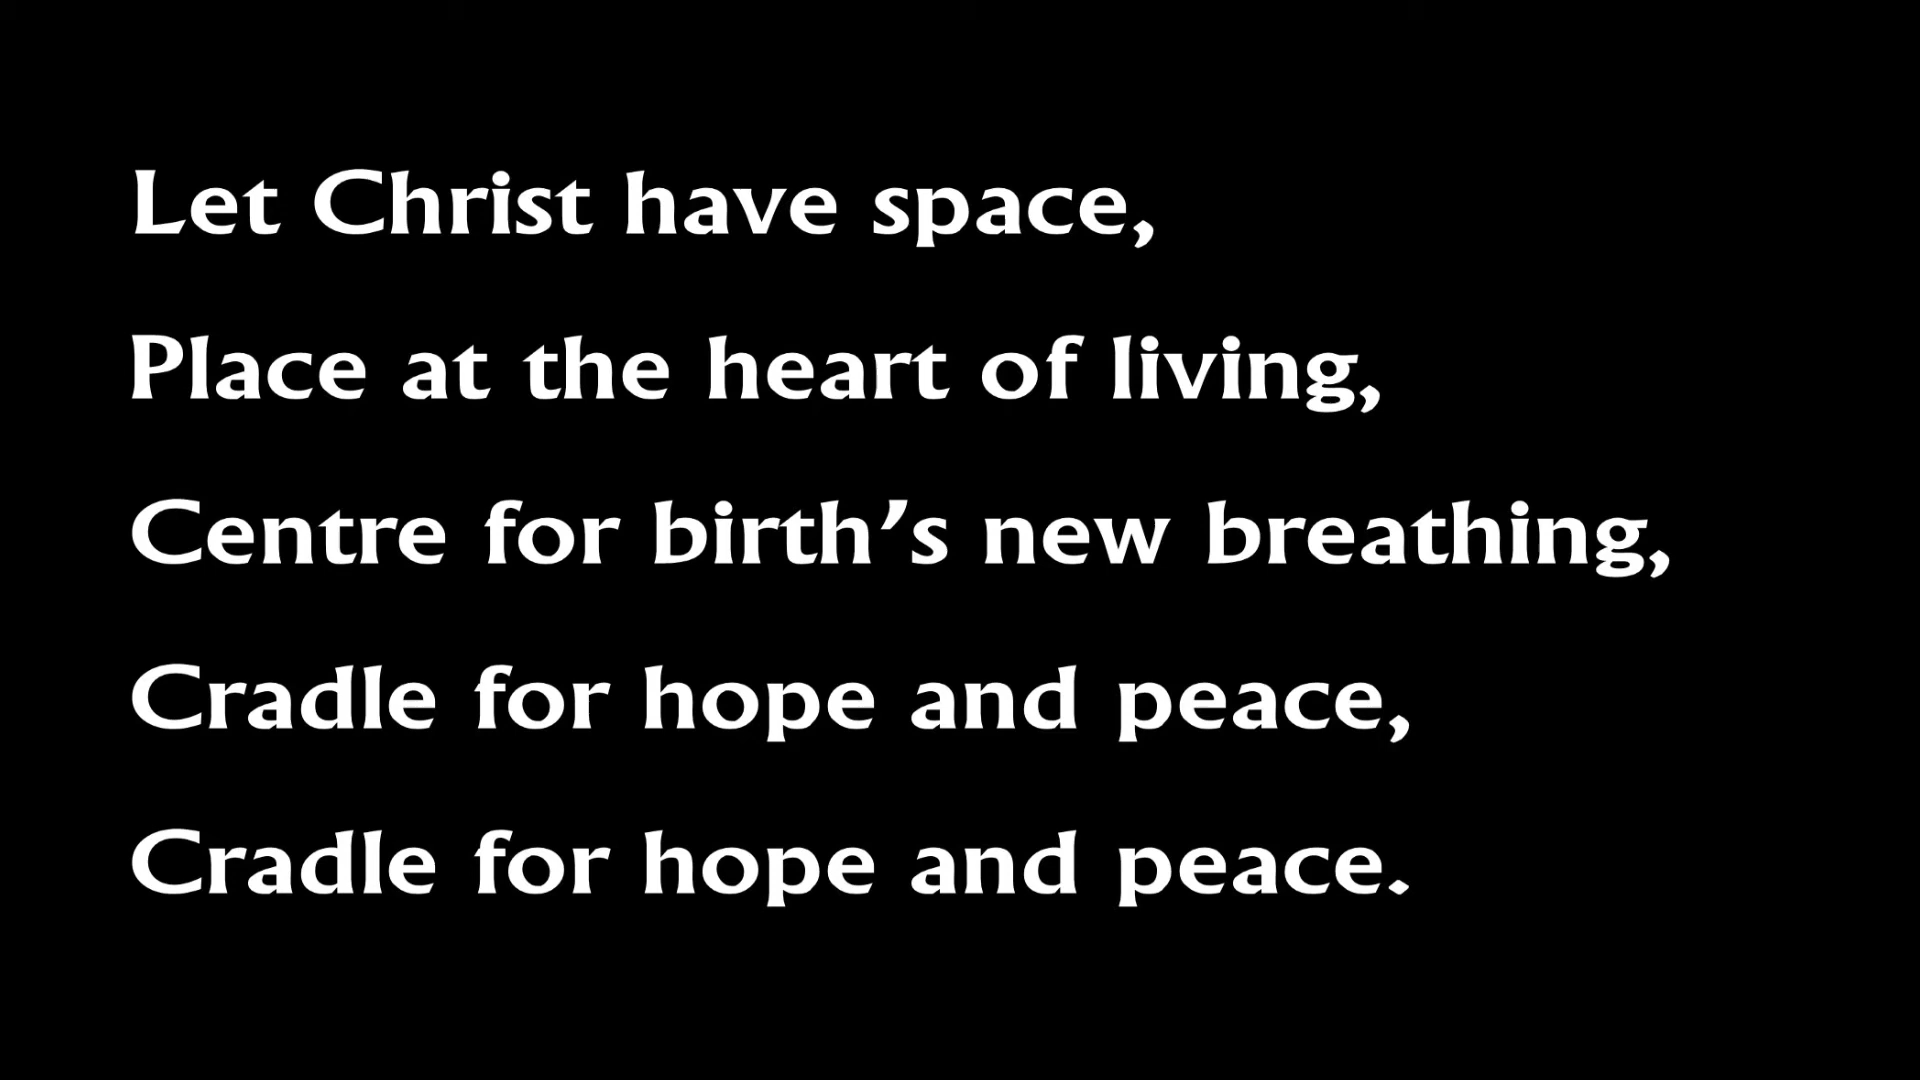 Let Christ have space,
Place at the heart of living,
Centre for birth’s new breathing,
Cradle for hope and peace,
Cradle for hope and peace.